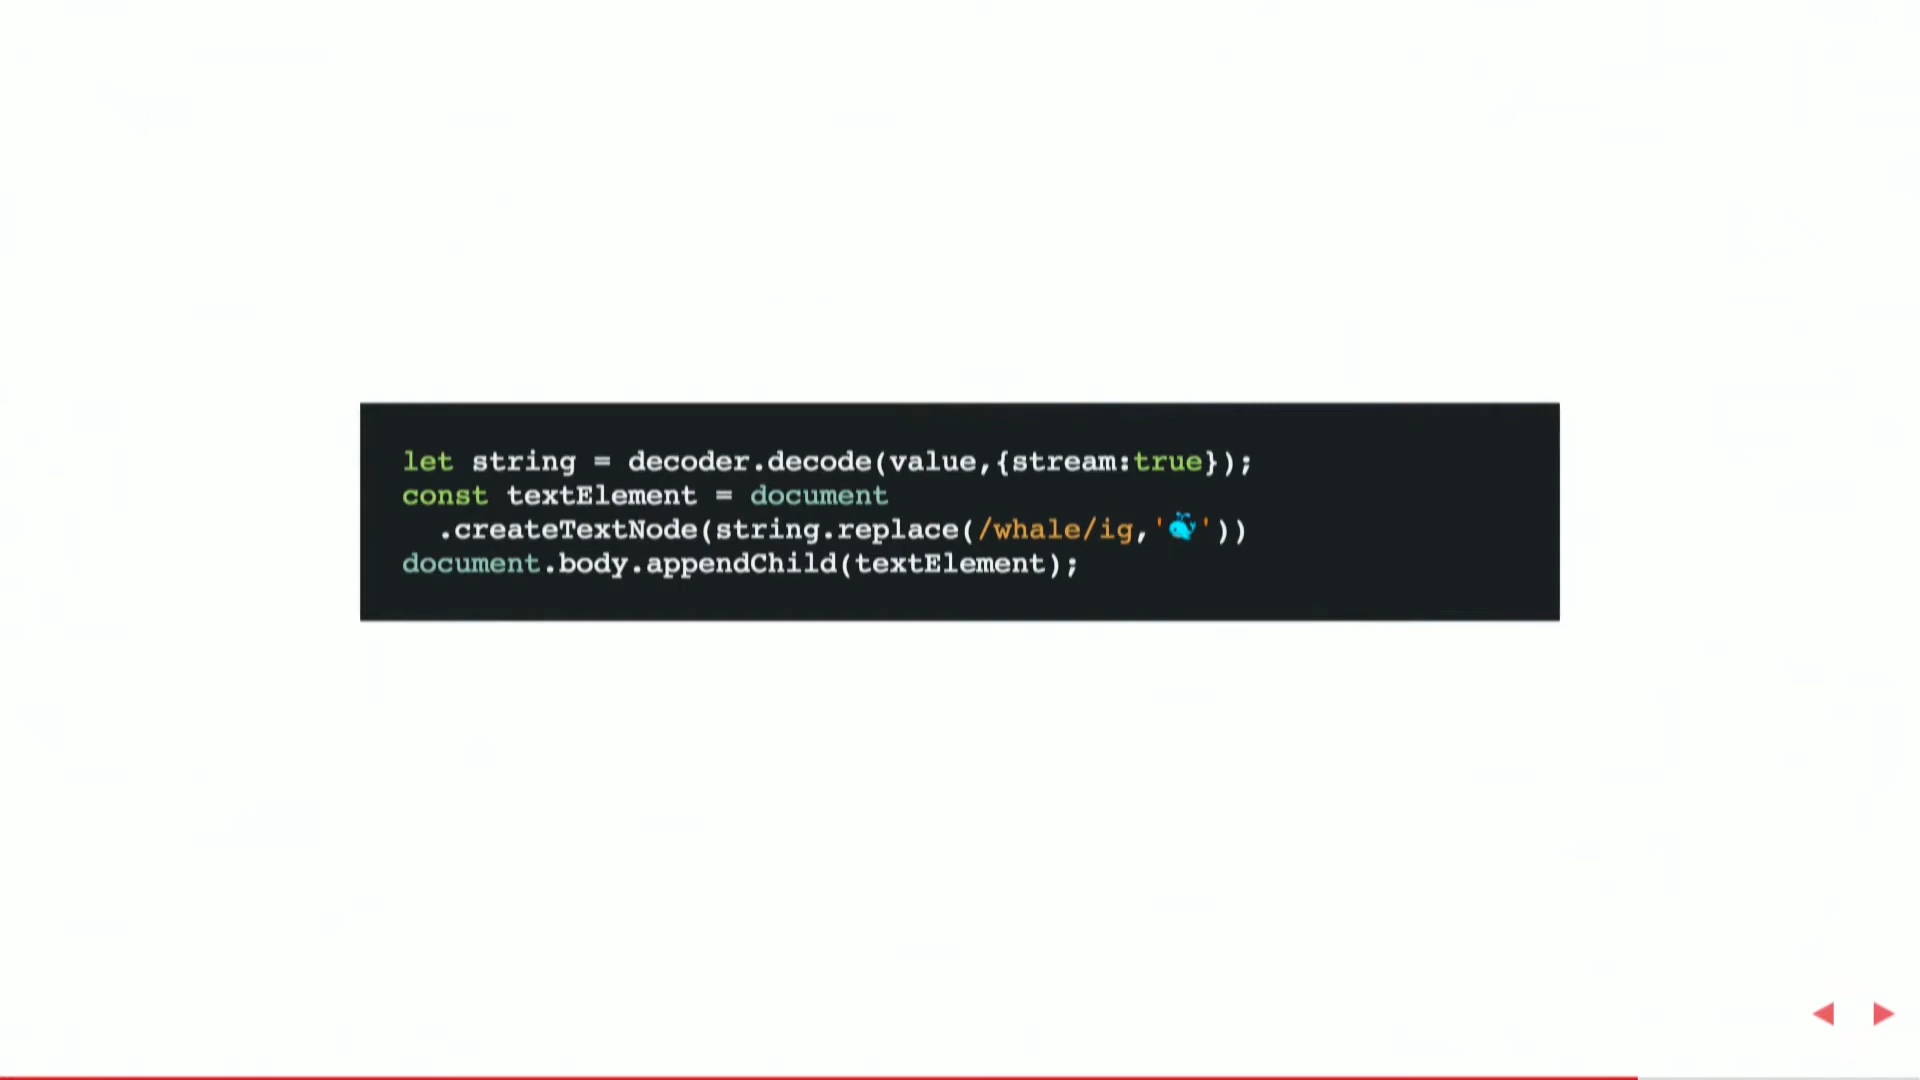 let string = decoder.decode(value,{stream:true});
const textElement = document
.createTextNode(string.replace(/whale/ig,'🐳'))
document.body.appendChild(textElement);